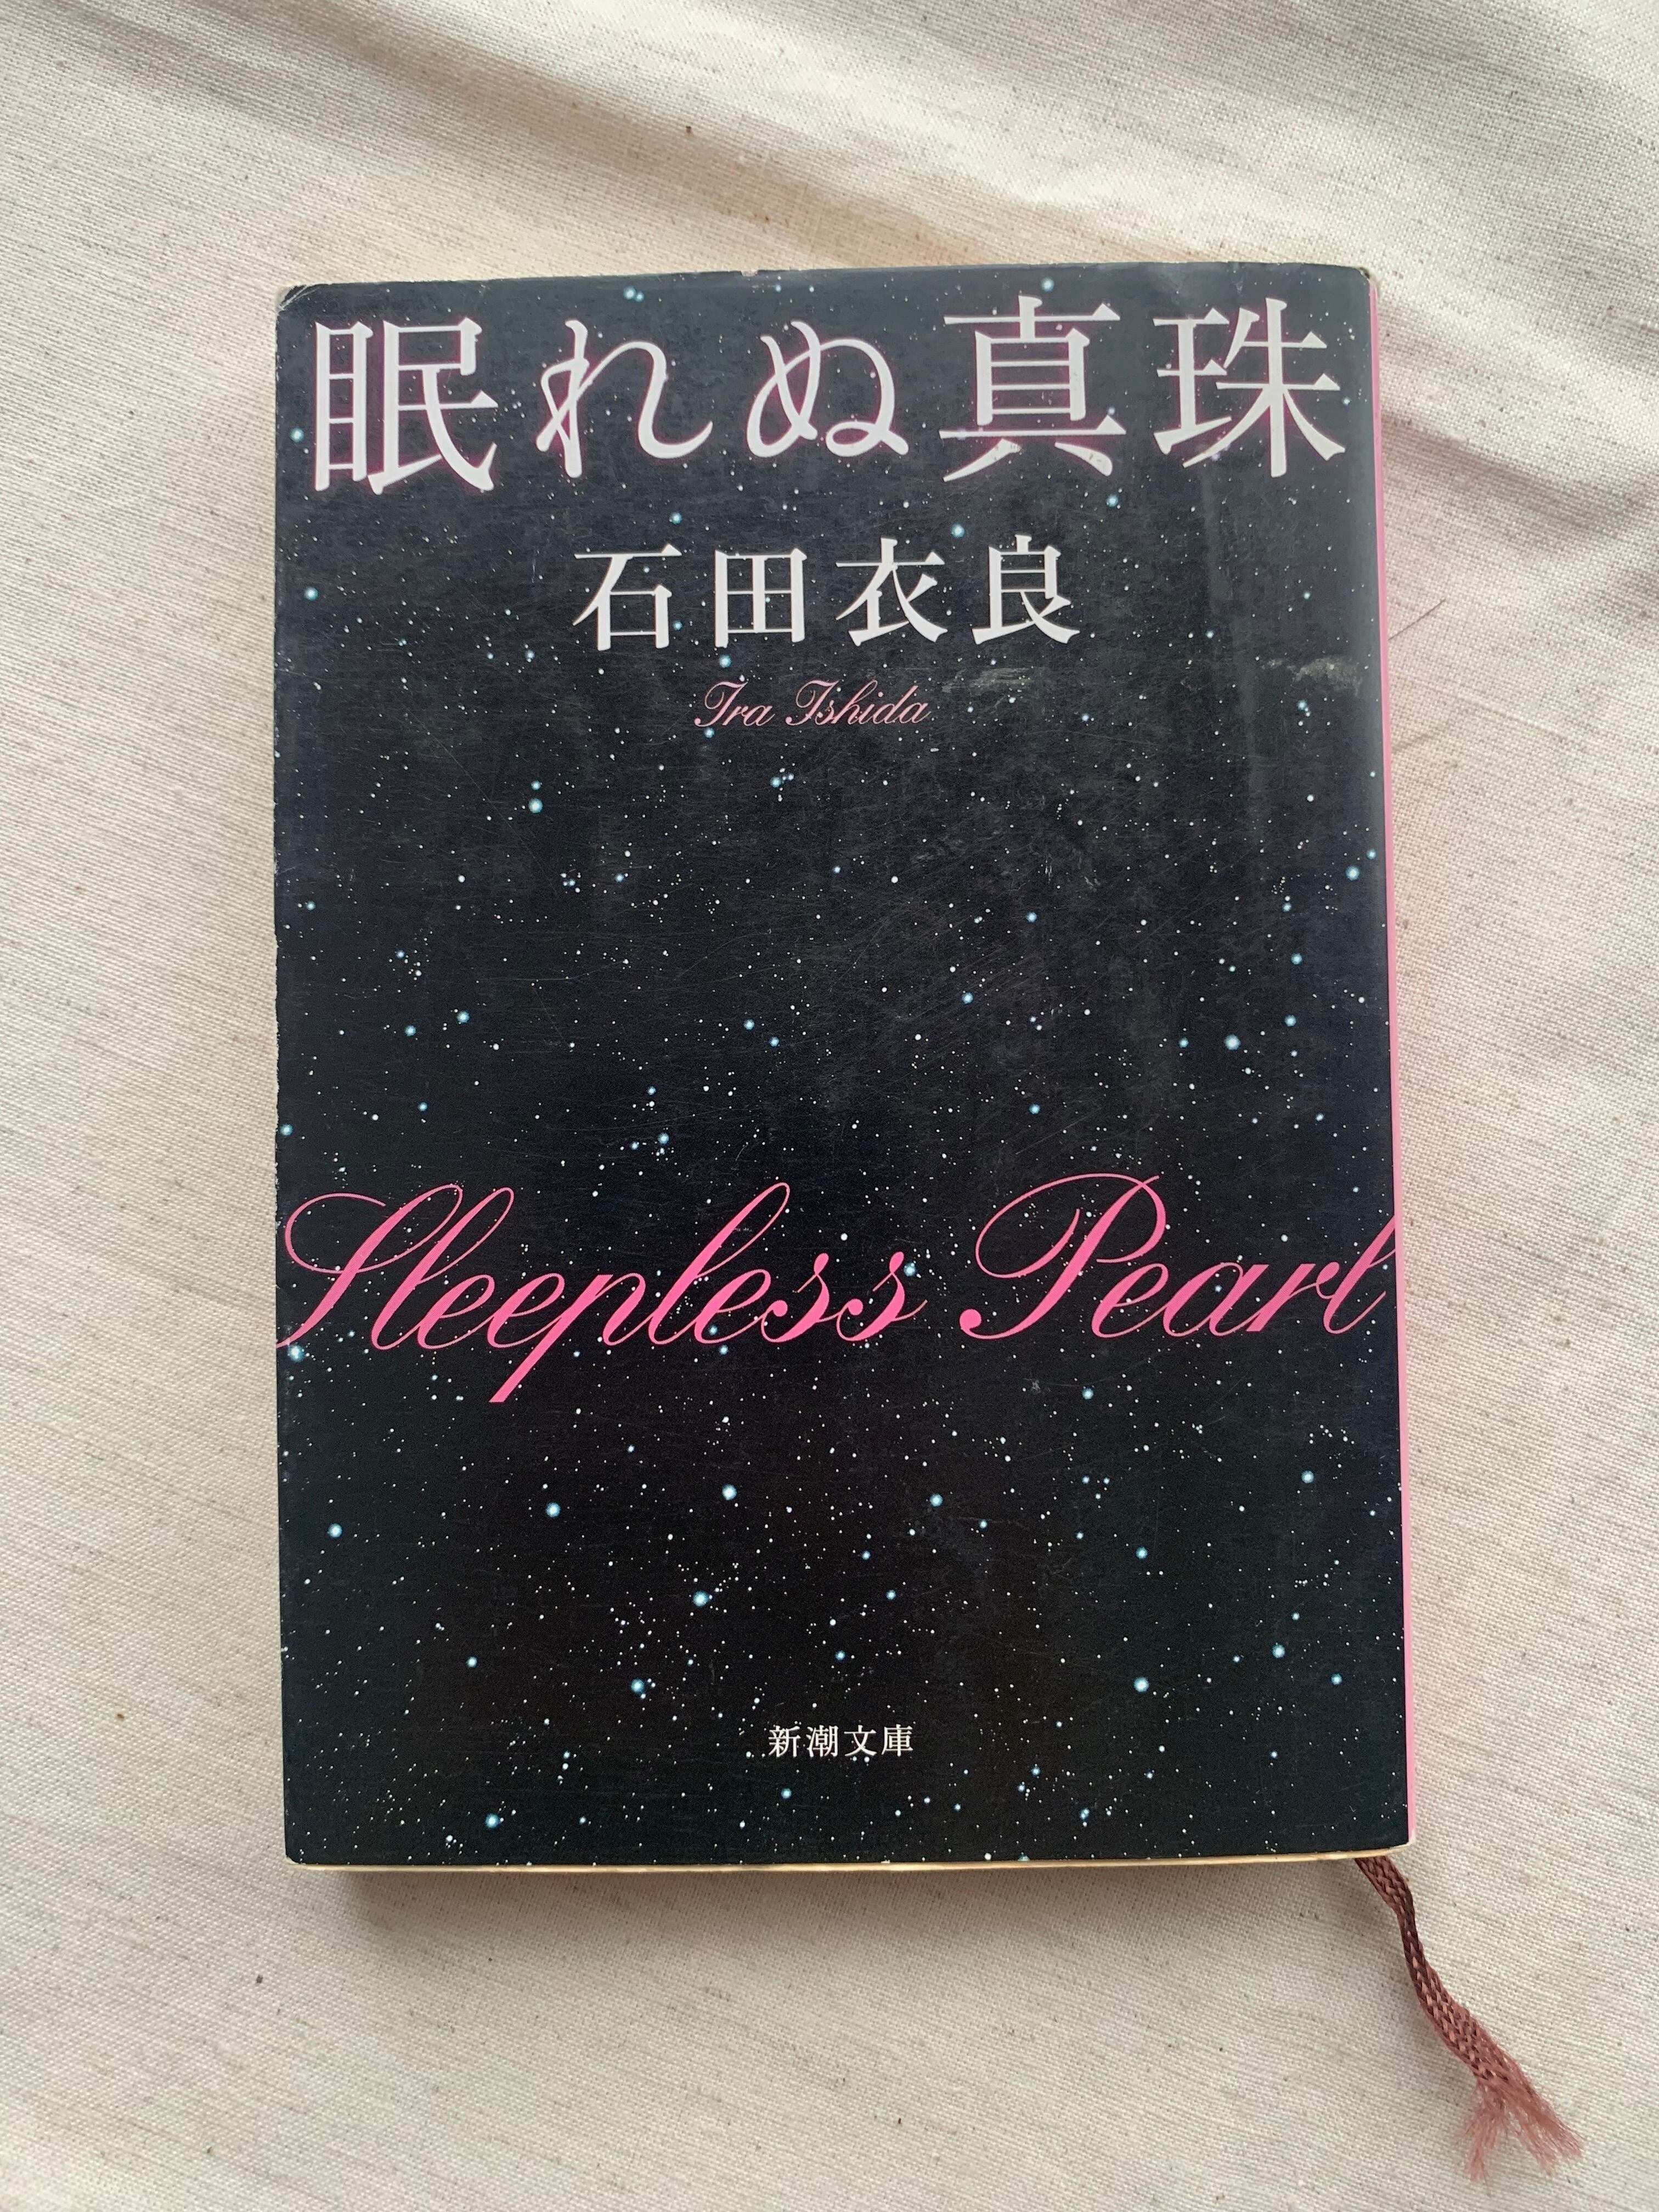 眠れぬ真珠
石田衣良
Ira Ishida
Sleepless Pearl
新潮文庫